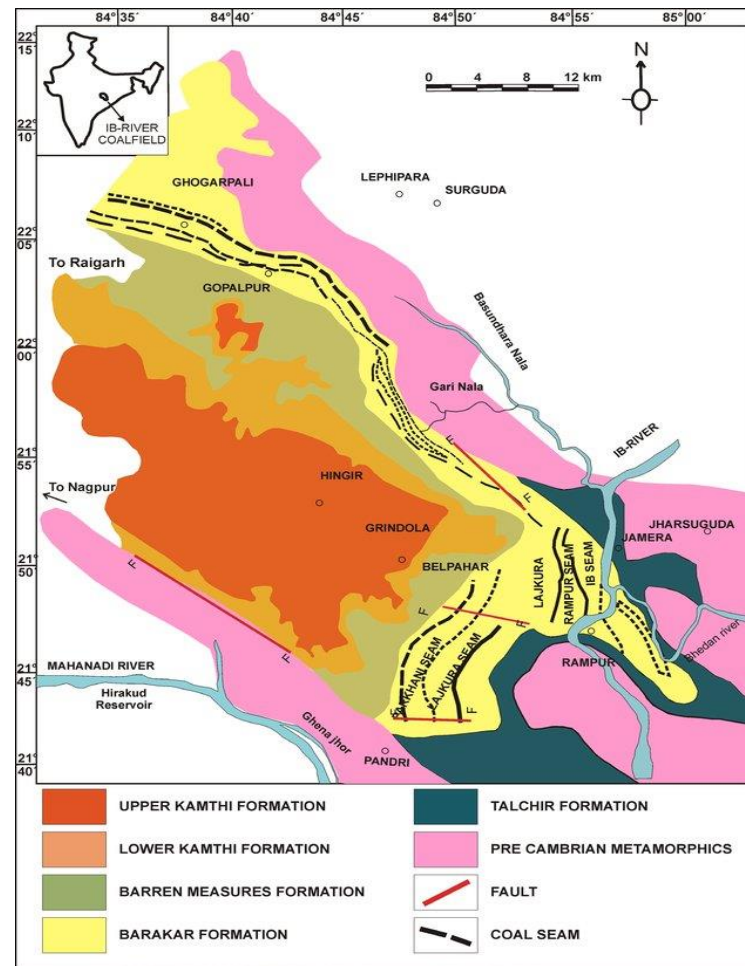 84°35'
84°40'
84°45'
84°50'
84°55'
85°00'
22°
15'
22°
10'
22°
05'
22°
00'
21°
55'
21°
50'
21°
45'
21°
40'
IB-RIVER
COALFIELD
0 4 8 12 km
N
LEPHIPARA
SURGUDA
GHOGARPALI
To Raigarh
GOPALPUR
Basundhara Nala
Gari Nala
IB-RIVER
F
F
To Nagpur
HINGIR
GRINDOLA
JHARSUGUDA
JAMERA
BELPAHAR
LAJKURA
RAMPUR SEAM
IB SEAM
F
F
F
F
RAMPUR
Bhedan river
LAJKURA SEAM
MAHANADI RIVER
Hirakud
Reservoir
Ghena jhor
F
F
PANDRI
UPPER KAMTHI FORMATION
LOWER KAMTHI FORMATION
BARREN MEASURES FORMATION
BARAKAR FORMATION
TALCHIR FORMATION
PRE CAMBRIAN METAMORPHICS
FAULT
COAL SEAM